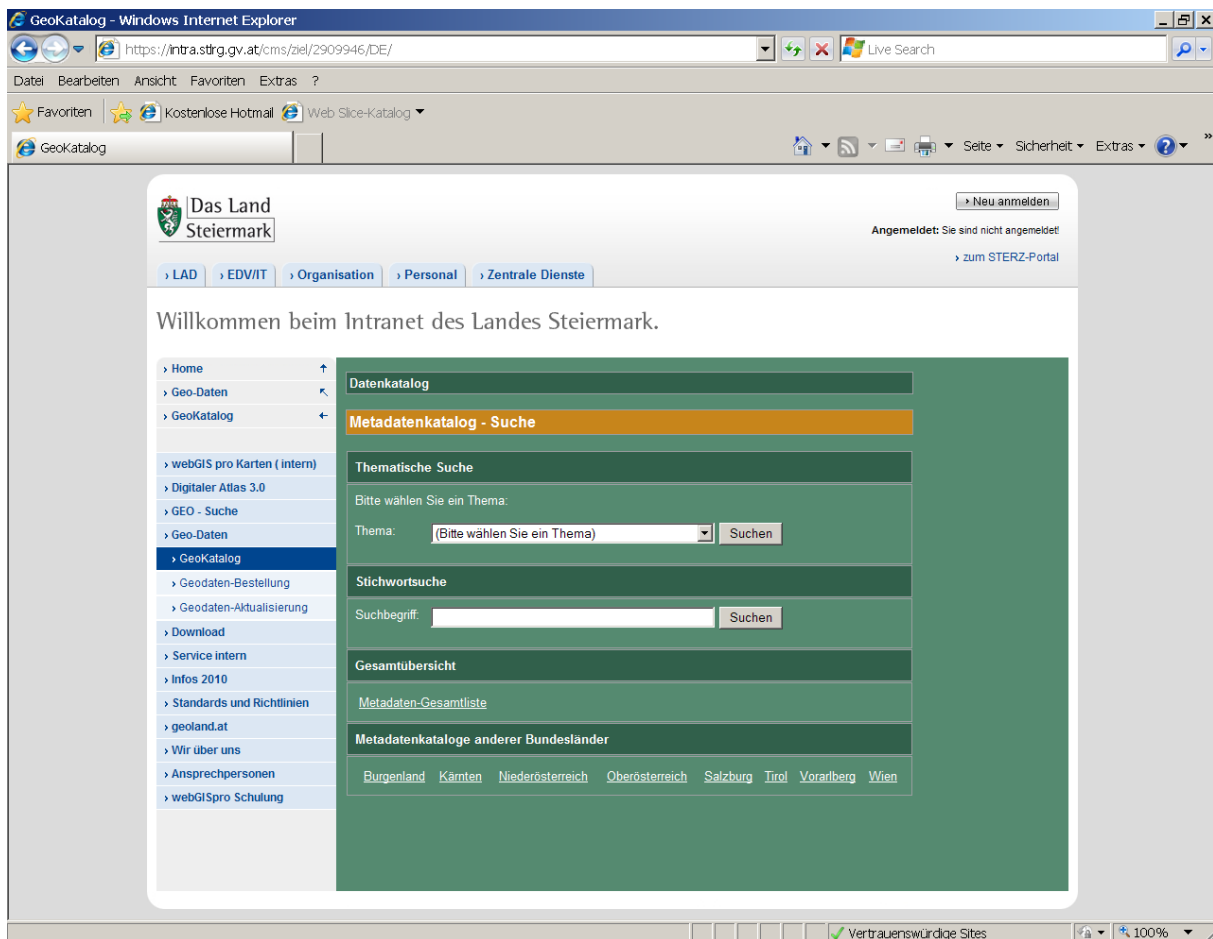 GeoKatalog - Windows Internet Explorer
https://intra.stlrg.gv.at/cms/ziel/2909946/DE/
Live Search
Datei Bearbeiten Ansicht Favoriten Extras ?
Favoriten Kostenlose Hotmail Web Slice-Katalog
GeoKatalog
Seite Sicherheit Extras »
Das Land
Steiermark
› Neu anmelden
Angemeldet: Sie sind nicht angemeldet!
› zum STERZ-Portal
› LAD › EDV/IT › Organisation › Personal › Zentrale Dienste
Willkommen beim Intranet des Landes Steiermark.
› Home
› Geo-Daten
› GeoKatalog
› webGIS pro Karten ( intern)
› Digitaler Atlas 3.0
› GEO - Suche
› Geo-Daten
› GeoKatalog
› Geodaten-Bestellung
› Geodaten-Aktualisierung
› Download
› Service intern
› Infos 2010
› Standards und Richtlinien
› geoland.at
› Wir über uns
› Ansprechpersonen
› webGISpro Schulung
Datenkatalog
Metadatenkatalog - Suche
Thematische Suche
Bitte wählen Sie ein Thema:
Thema: (Bitte wählen Sie ein Thema) Suchen
Stichwortsuche
Suchbegriff: Suchen
Gesamtübersicht
Metadaten-Gesamtliste
Metadatenkataloge anderer Bundesländer
Burgenland Kärnten Niederösterreich Oberösterreich Salzburg Tirol Vorarlberg Wien
Vertrauenswürdige Sites 100%